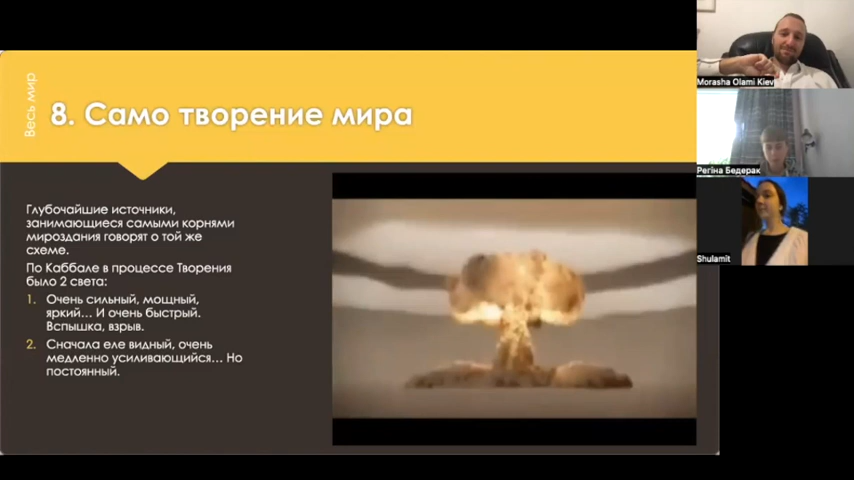 Весь мир
8. Само творение мира
Глубочайшие источники,
занимающиеся самыми корнями
мироздания говорят о той же
схеме.
По Каббале в процессе Творения
было 2 света:
1. Очень сильный, мощный,
яркий... И очень быстрый.
Вспышка, взрыв.
2. Сначала еле видный, очень
медленно усиливающийся... Но
постоянный.
Morasha Olami Kiev
Регіна Бедерак
Shulamit